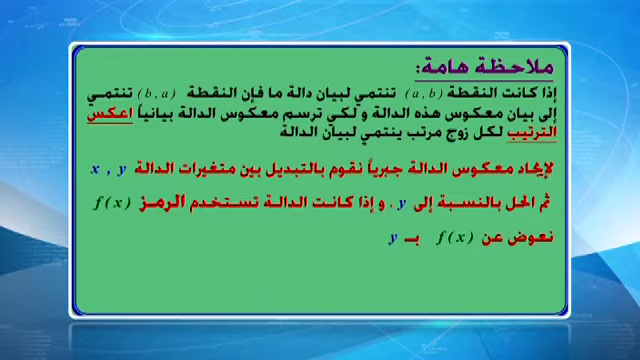 ملاحظة هامة:
إذا كانت النقطة (a , b) تنتمي لبيان دالة ما فإن النقطة (b , a) تنتمي
إلى بيان معكوس هذه الدالة و لكي ترسم معكوس الدالة بيانياً اعكس
الترتيب لكل زوج مرتب ينتمي لبيان الدالة
لإيجاد معكوس الدالة جبرياً نقوم بالتبديل بين متغيرات الدالة x , y
ثم الحل بالنسبة إلى y . و إذا كانت الدالة تستخدم الرمز f(x)
نعوض عن f(x) بــ y